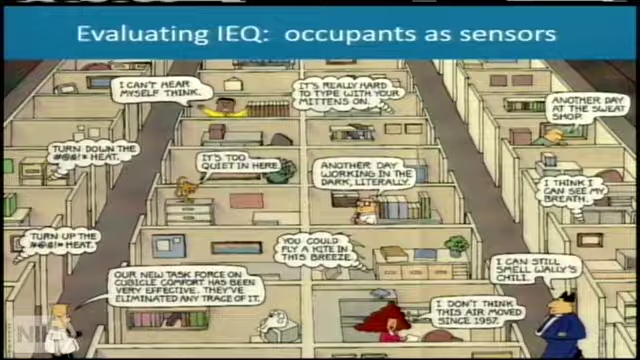 Evaluating IEQ: occupants as sensors
I CAN'T HEAR
MYSELF THINK.
IT'S REALLY HARD
TO TYPE WITH YOUR
MITTENS ON.
ANOTHER DAY
AT THE SWEAT
SHOP.
TURN DOWN THE
#@@!* HEAT.
IT'S TOO
QUIET IN HERE.
ANOTHER DAY
WORKING IN THE
DARK, LITERALLY.
I THINK I
CAN SEE MY
BREATH.
TURN UP THE
#@@!* HEAT.
YOU COULD
FLY A KITE IN
THIS BREEZE.
OUR NEW TASK FORCE ON
CUBICLE COMFORT HAS BEEN
VERY EFFECTIVE. THEY'VE
ELIMINATED ANY TRACE OF IT.
I CAN STILL
SMELL WALLY'S
CHILI.
I DON'T THINK
THIS AIR MOVED
SINCE 1957.